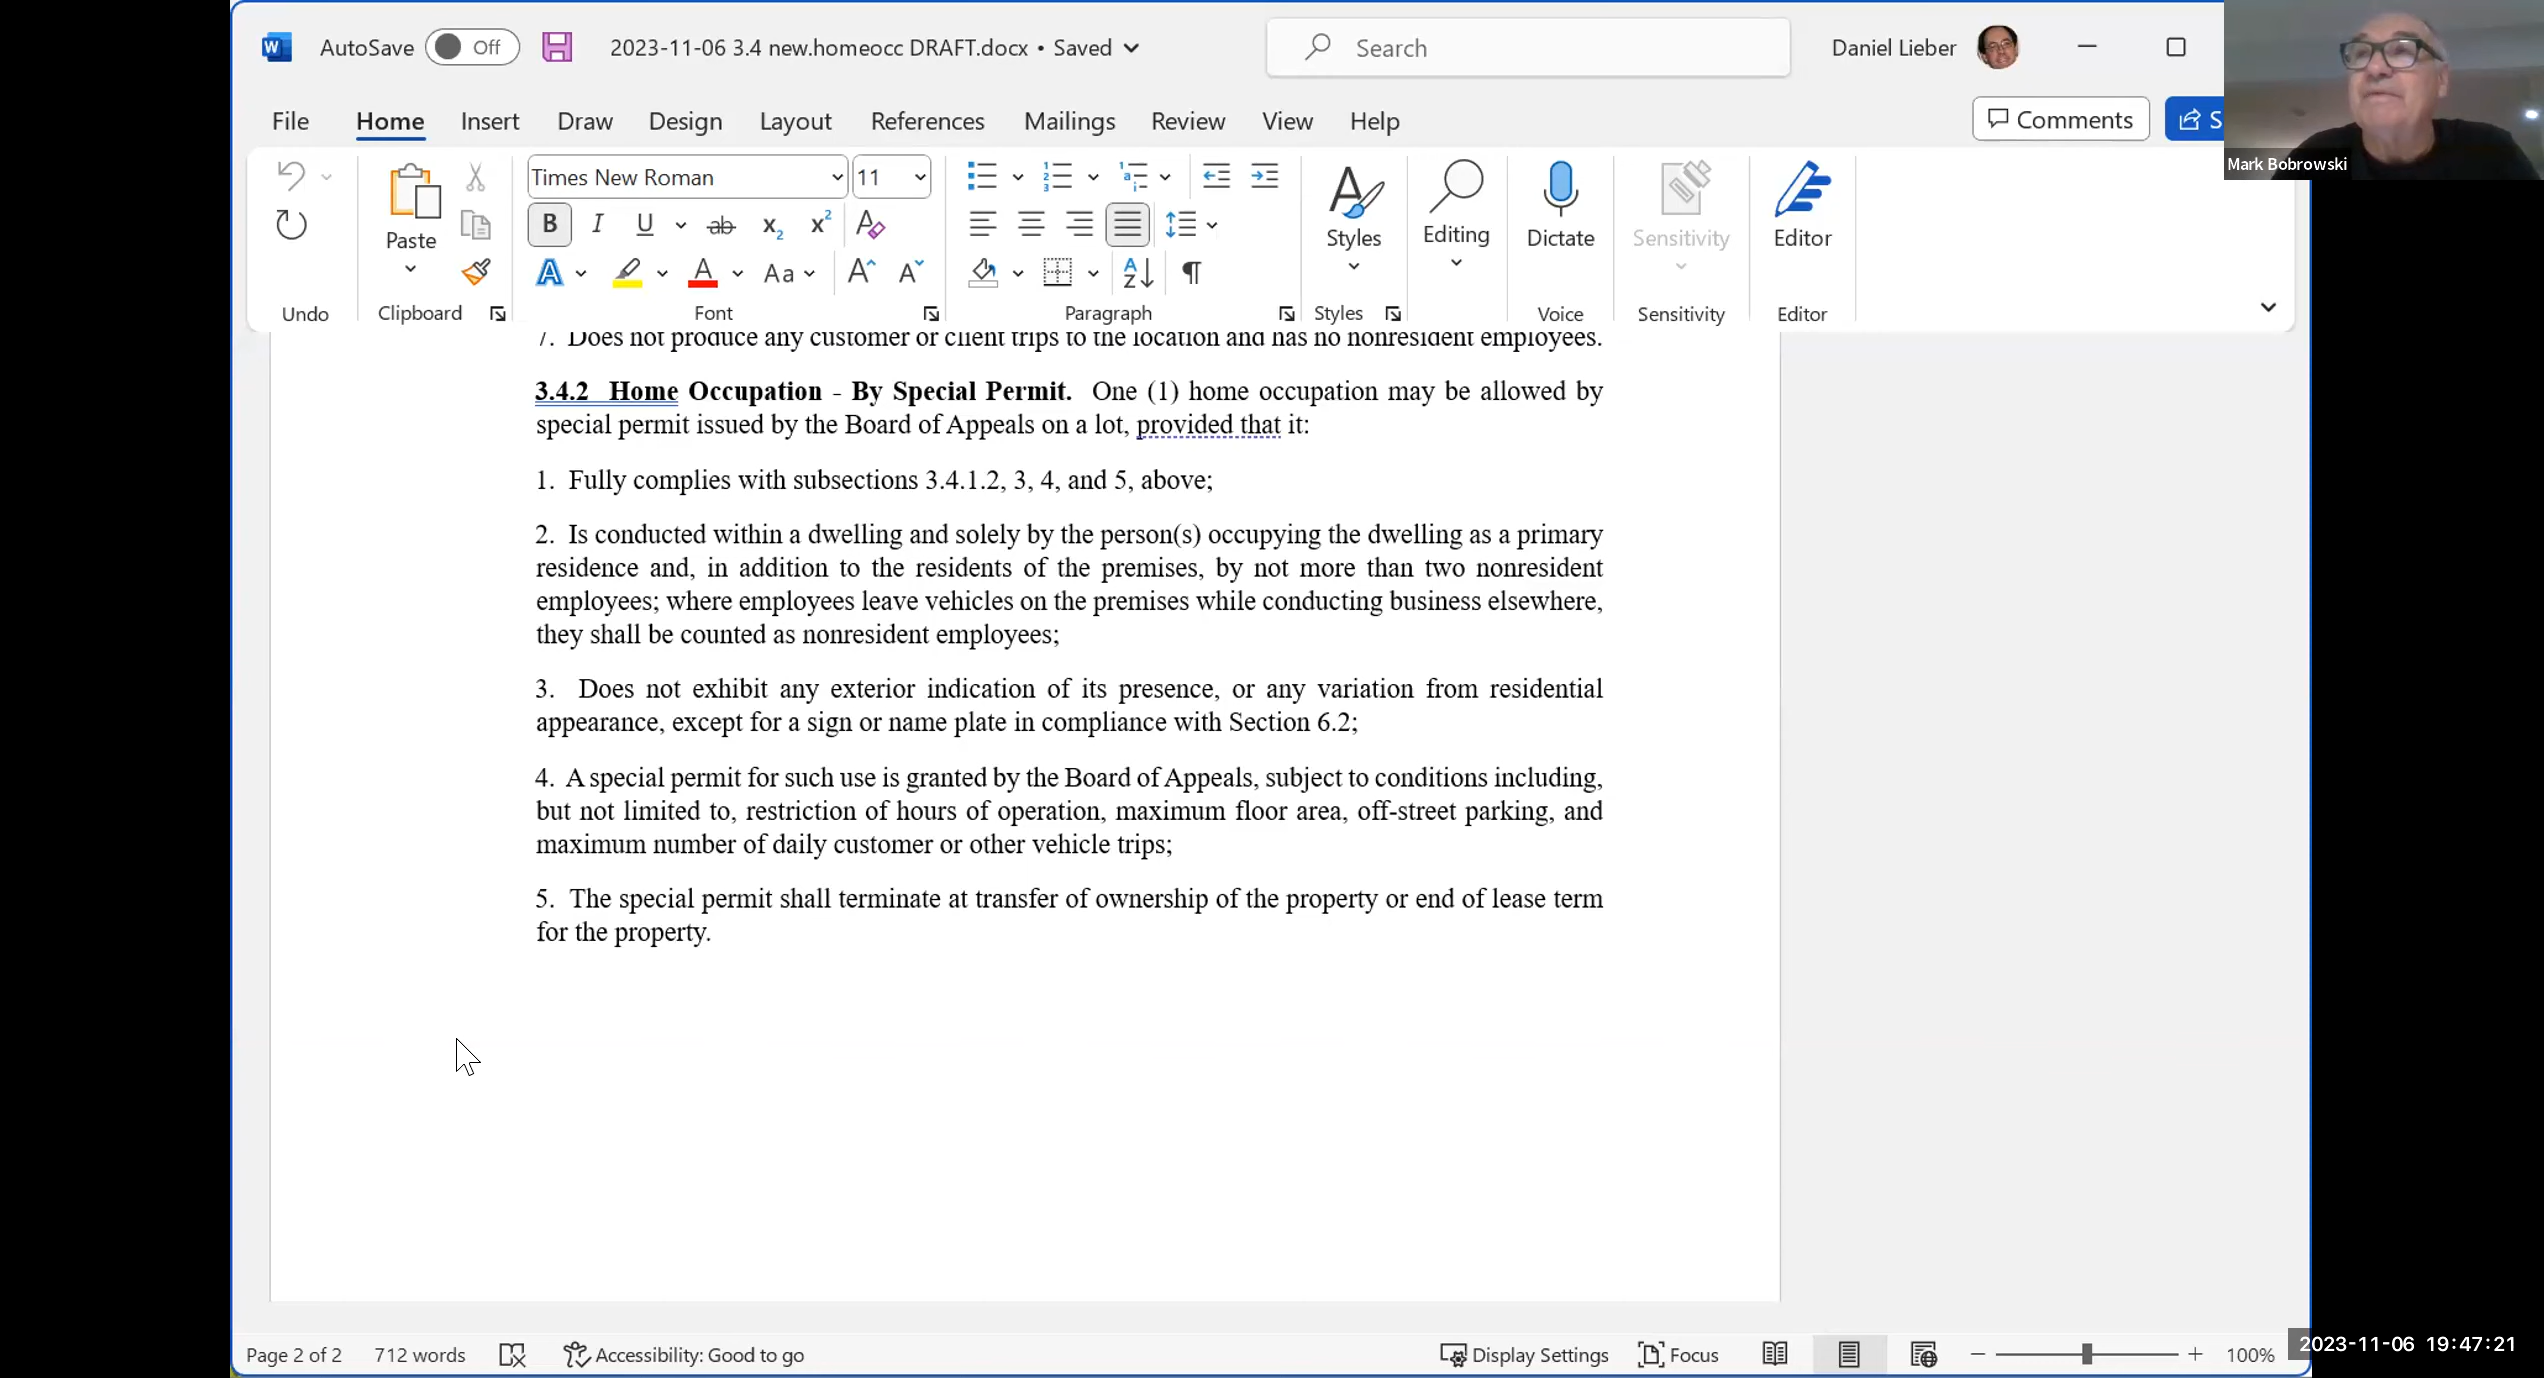 AutoSave Off 2023-11-06 3.4 new.homeocc DRAFT.docx • Saved Search Daniel Lieber
File Home Insert Draw Design Layout References Mailings Review View Help Comments S
Mark Bobrowski
Times New Roman 11
Paste Styles Editing Dictate Sensitivity Editor
Undo Clipboard Font Paragraph Styles Voice Sensitivity Editor
7. Does not produce any customer or client trips to the location and has no nonresident employees.
3.4.2 Home Occupation - By Special Permit. One (1) home occupation may be allowed by
special permit issued by the Board of Appeals on a lot, provided that it:
1. Fully complies with subsections 3.4.1.2, 3, 4, and 5, above;
2. Is conducted within a dwelling and solely by the person(s) occupying the dwelling as a primary
residence and, in addition to the residents of the premises, by not more than two nonresident
employees; where employees leave vehicles on the premises while conducting business elsewhere,
they shall be counted as nonresident employees;
3. Does not exhibit any exterior indication of its presence, or any variation from residential
appearance, except for a sign or name plate in compliance with Section 6.2;
4. A special permit for such use is granted by the Board of Appeals, subject to conditions including,
but not limited to, restriction of hours of operation, maximum floor area, off-street parking, and
maximum number of daily customer or other vehicle trips;
5. The special permit shall terminate at transfer of ownership of the property or end of lease term
for the property.
Page 2 of 2 712 words Accessibility: Good to go Display Settings Focus 100%
2023-11-06 19:47:21